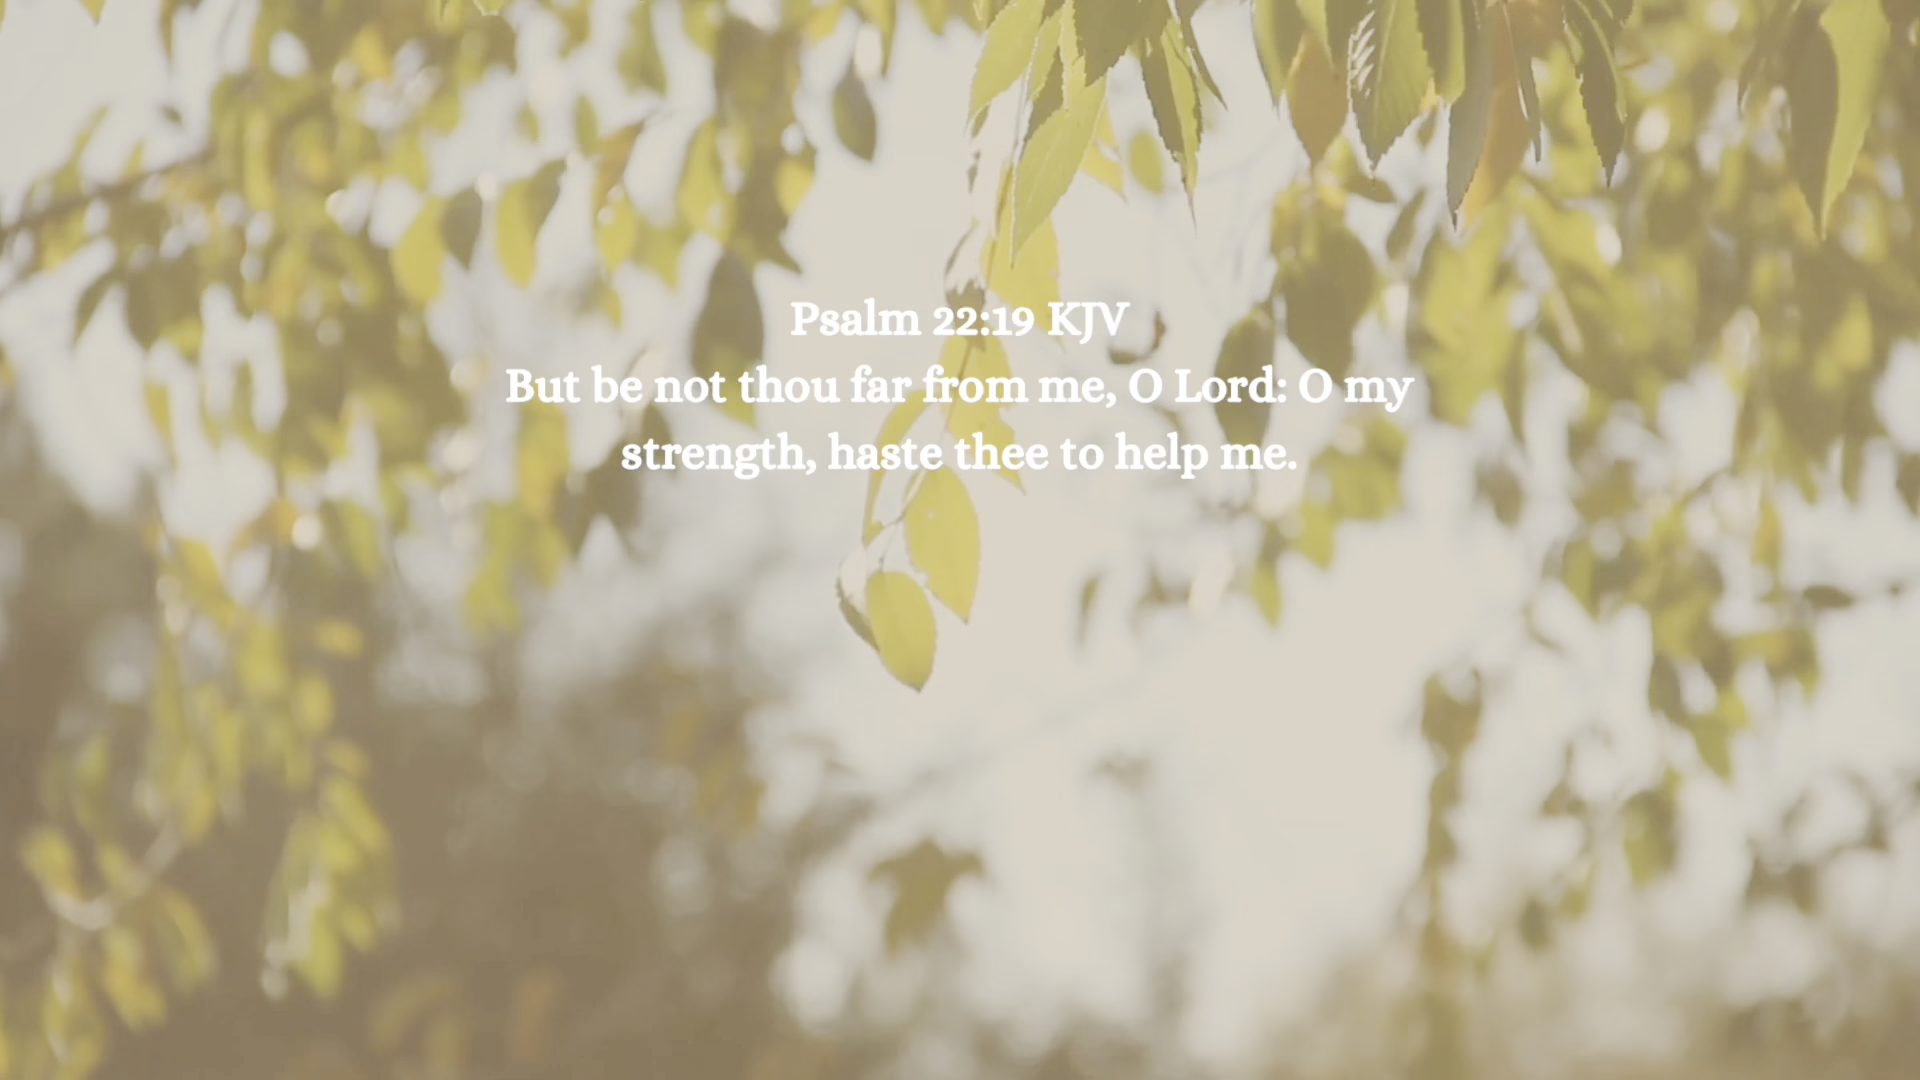 Psalm 22:19 KJV
But be not thou far from me, O Lord: O my
strength, haste thee to help me.